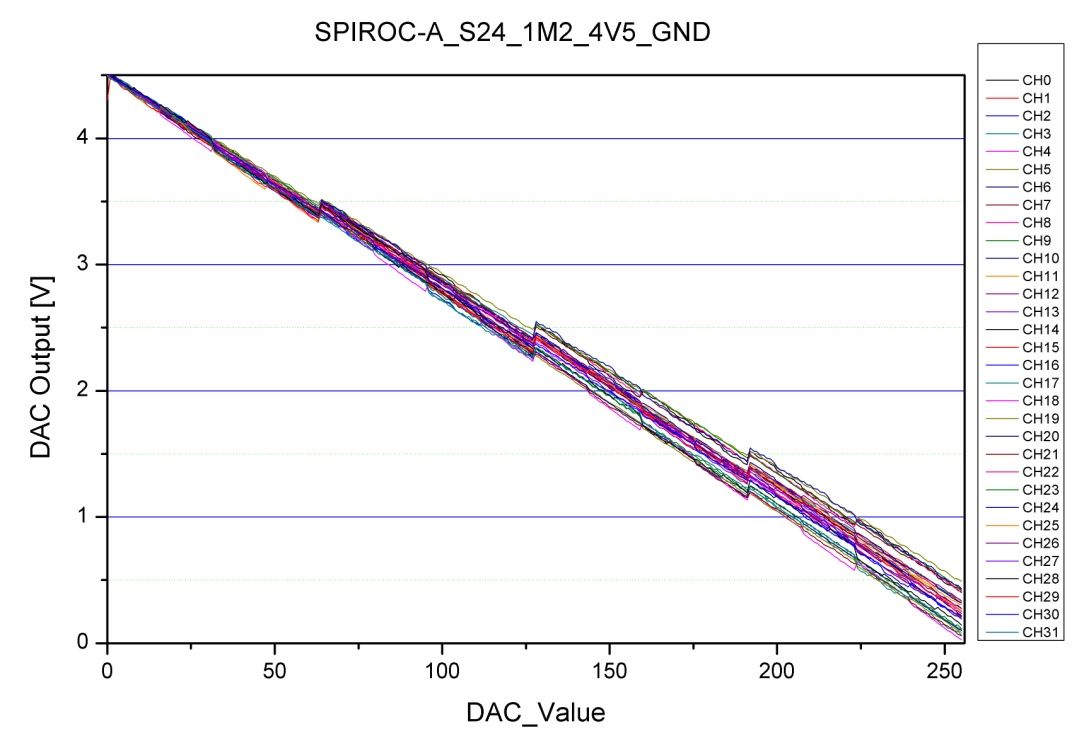 SPIROC-A_S24_1M2_4V5_GND
DAC Output [V]
4
3
2
1
0
0 50 100 150 200 250
DAC_Value
CH0
CH1
CH2
CH3
CH4
CH5
CH6
CH7
CH8
CH9
CH10
CH11
CH12
CH13
CH14
CH15
CH16
CH17
CH18
CH19
CH20
CH21
CH22
CH23
CH24
CH25
CH26
CH27
CH28
CH29
CH30
CH31